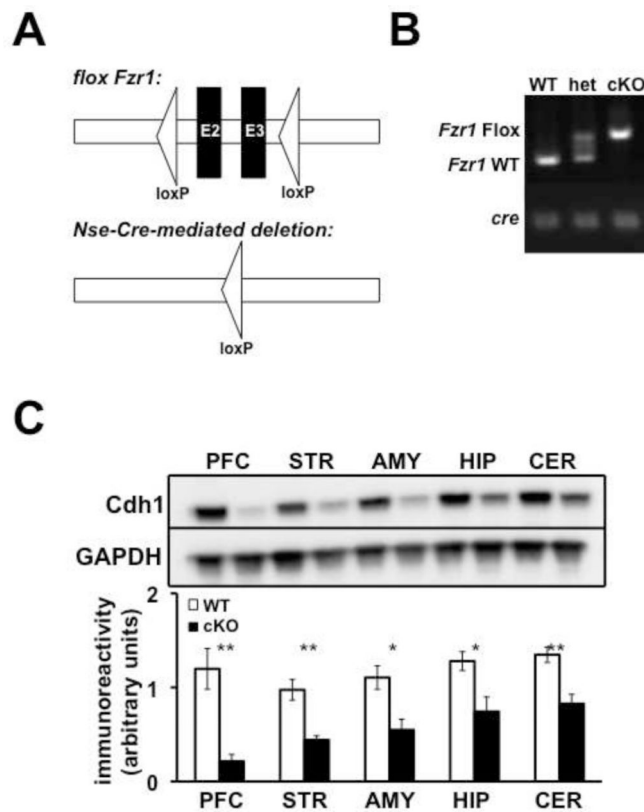 A
flox Fzr1:
E2 E3
loxP loxP
Nse-Cre-mediated deletion:
loxP
B
WT het cKO
Fzr1 Flox
Fzr1 WT
cre
C
PFC STR AMY HIP CER
Cdh1
GAPDH
immunoreactivity
(arbitrary units)
2
1
0
WT
cKO
** ** * * **
PFC STR AMY HIP CER